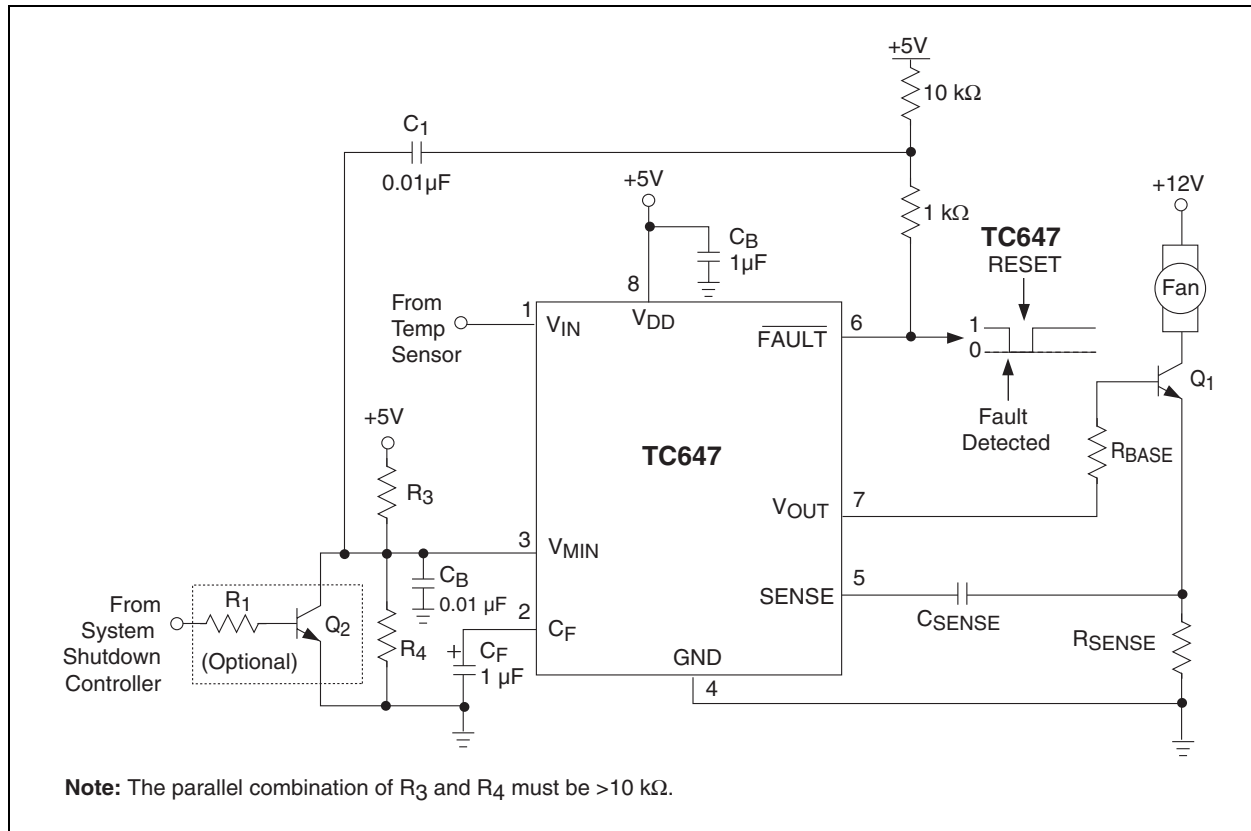 +5V
10 kΩ
C1
0.01µF
+5V
1 kΩ
+12V
CB
1µF
TC647
RESET
8
Fan
From
Temp
Sensor
1
VIN
VDD
FAULT
6
1
0
Q1
Fault
Detected
+5V
TC647
RBASE
R3
VOUT
7
3
VMIN
CB
0.01 µF
SENSE
5
CSENSE
From
System
Shutdown
Controller
R1
Q2
(Optional)
R4
2
CF
+
CF
1 µF
GND
4
RSENSE
Note: The parallel combination of R3 and R4 must be >10 kΩ.